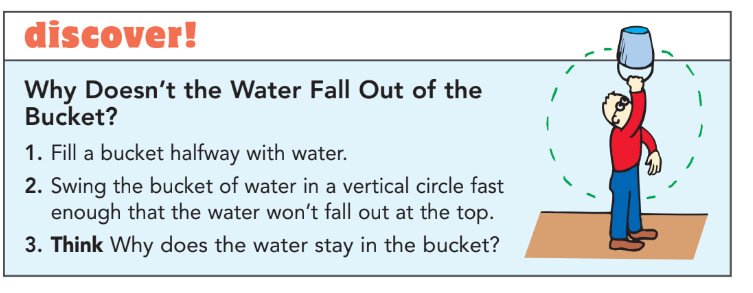 discover!
Why Doesn't the Water Fall Out of the
Bucket?
1. Fill a bucket halfway with water.
2. Swing the bucket of water in a vertical circle fast
enough that the water won't fall out at the top.
3. Think Why does the water stay in the bucket?